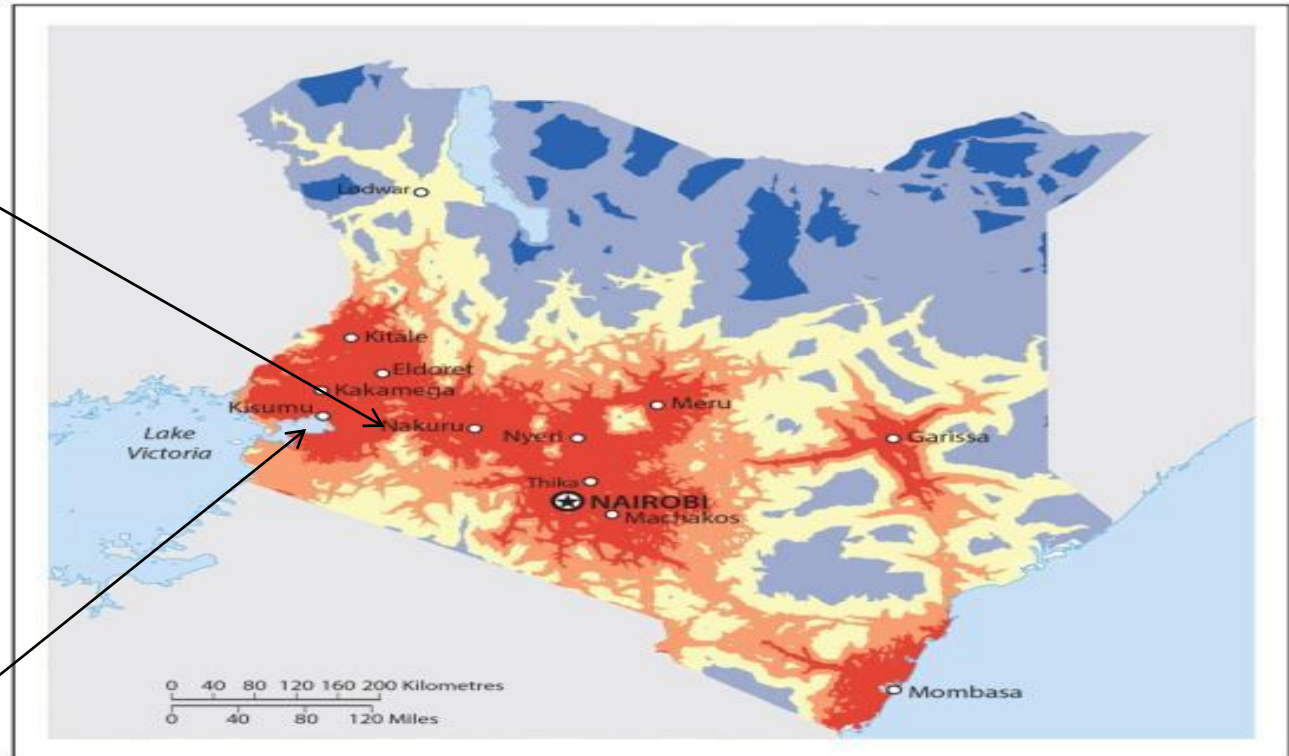 Lodwar
Kitale
Eldoret
Kakamega
Kisumu
Meru
Nakuru
Nyeri
Garissa
Lake
Victoria
Thika
NAIROBI
Machakos
0 40 80 120 160 200 Kilometres
0 40 80 120 Miles
Mombasa